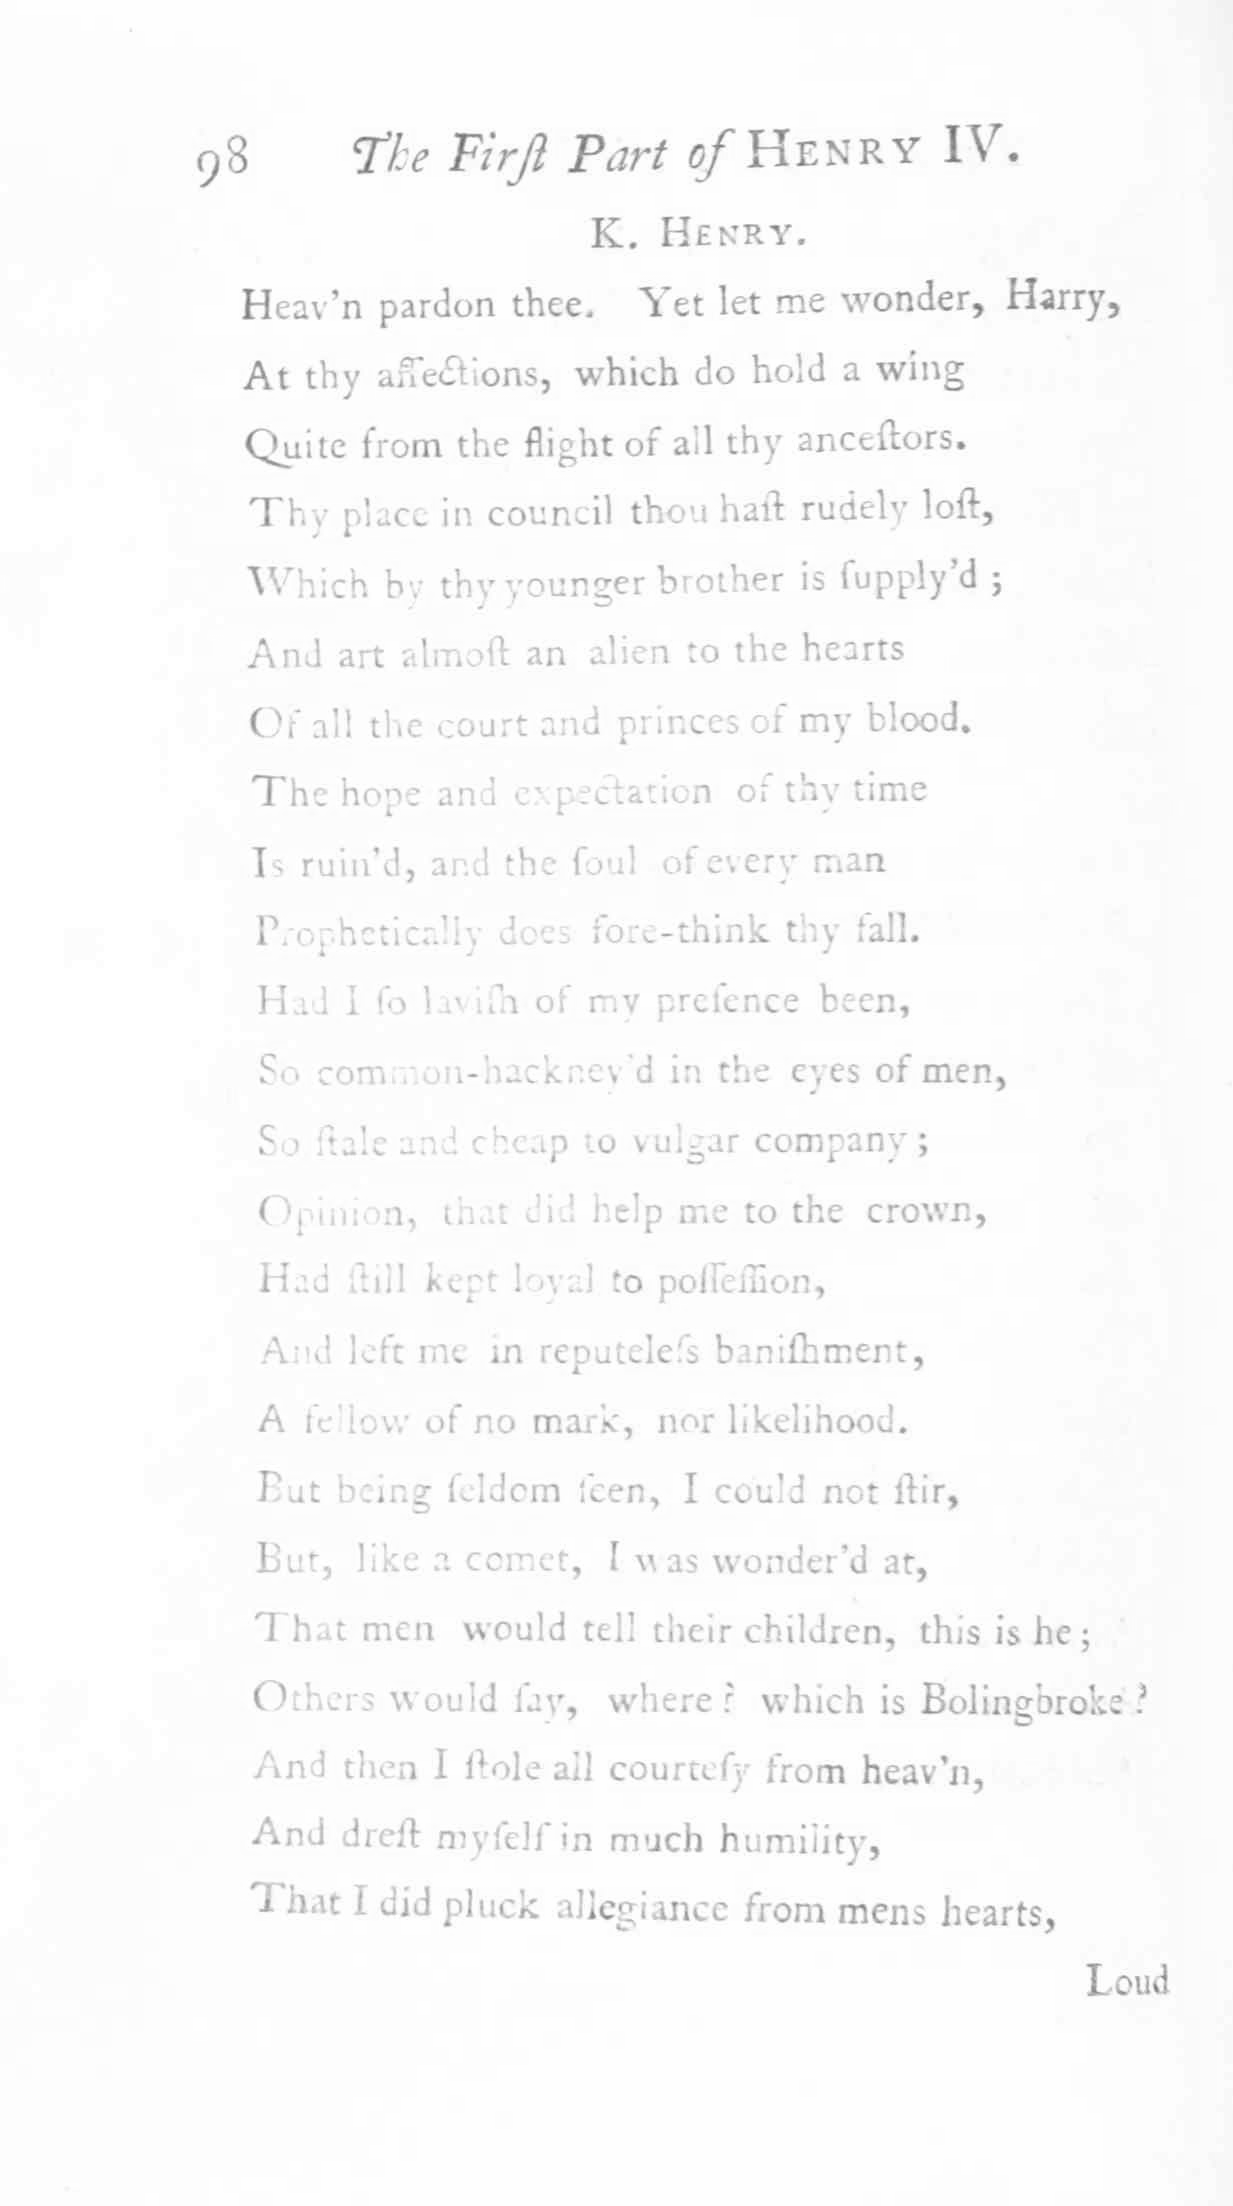 98 The Firſt Part of HENRY IV.
K. HENRY.
Heav'n pardon thee. Yet let me wonder, Harry,
At thy affections, which do hold a wing
Quite from the flight of all thy anceſtors.
Thy place in council thou haſt rudely loſt,
Which by thy younger brother is ſupply'd ;
And art almoſt an alien to the hearts
Of all the court and princes of my blood.
The hope and expectation of thy time
Is ruin'd, and the ſoul of every man
Prophetically does fore-think thy fall.
Had I ſo laviſh of my preſence been,
So common-hackney'd in the eyes of men,
So ſtale and cheap to vulgar company ;
Opinion, that did help me to the crown,
Had ſtill kept loyal to poſſeſſion,
And left me in reputeleſs baniſhment,
A fellow of no mark, nor likelihood.
But being ſeldom ſeen, I could not ſtir,
But, like a comet, I was wonder'd at,
That men would tell their children, this is he ;
Others would ſay, where ? which is Bolingbroke ?
And then I ſtole all courteſy from heav'n,
And dreſt myſelf in much humility,
That I did pluck allegiance from mens hearts,
Loud